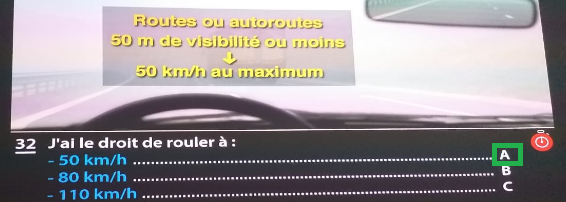 Routes ou autoroutes
50 m de visibilité ou moins
50 km/h au maximum
32 J'ai le droit de rouler à :
- 50 km/h ........................................ A
- 80 km/h ........................................ B
- 110 km/h ........................................ C